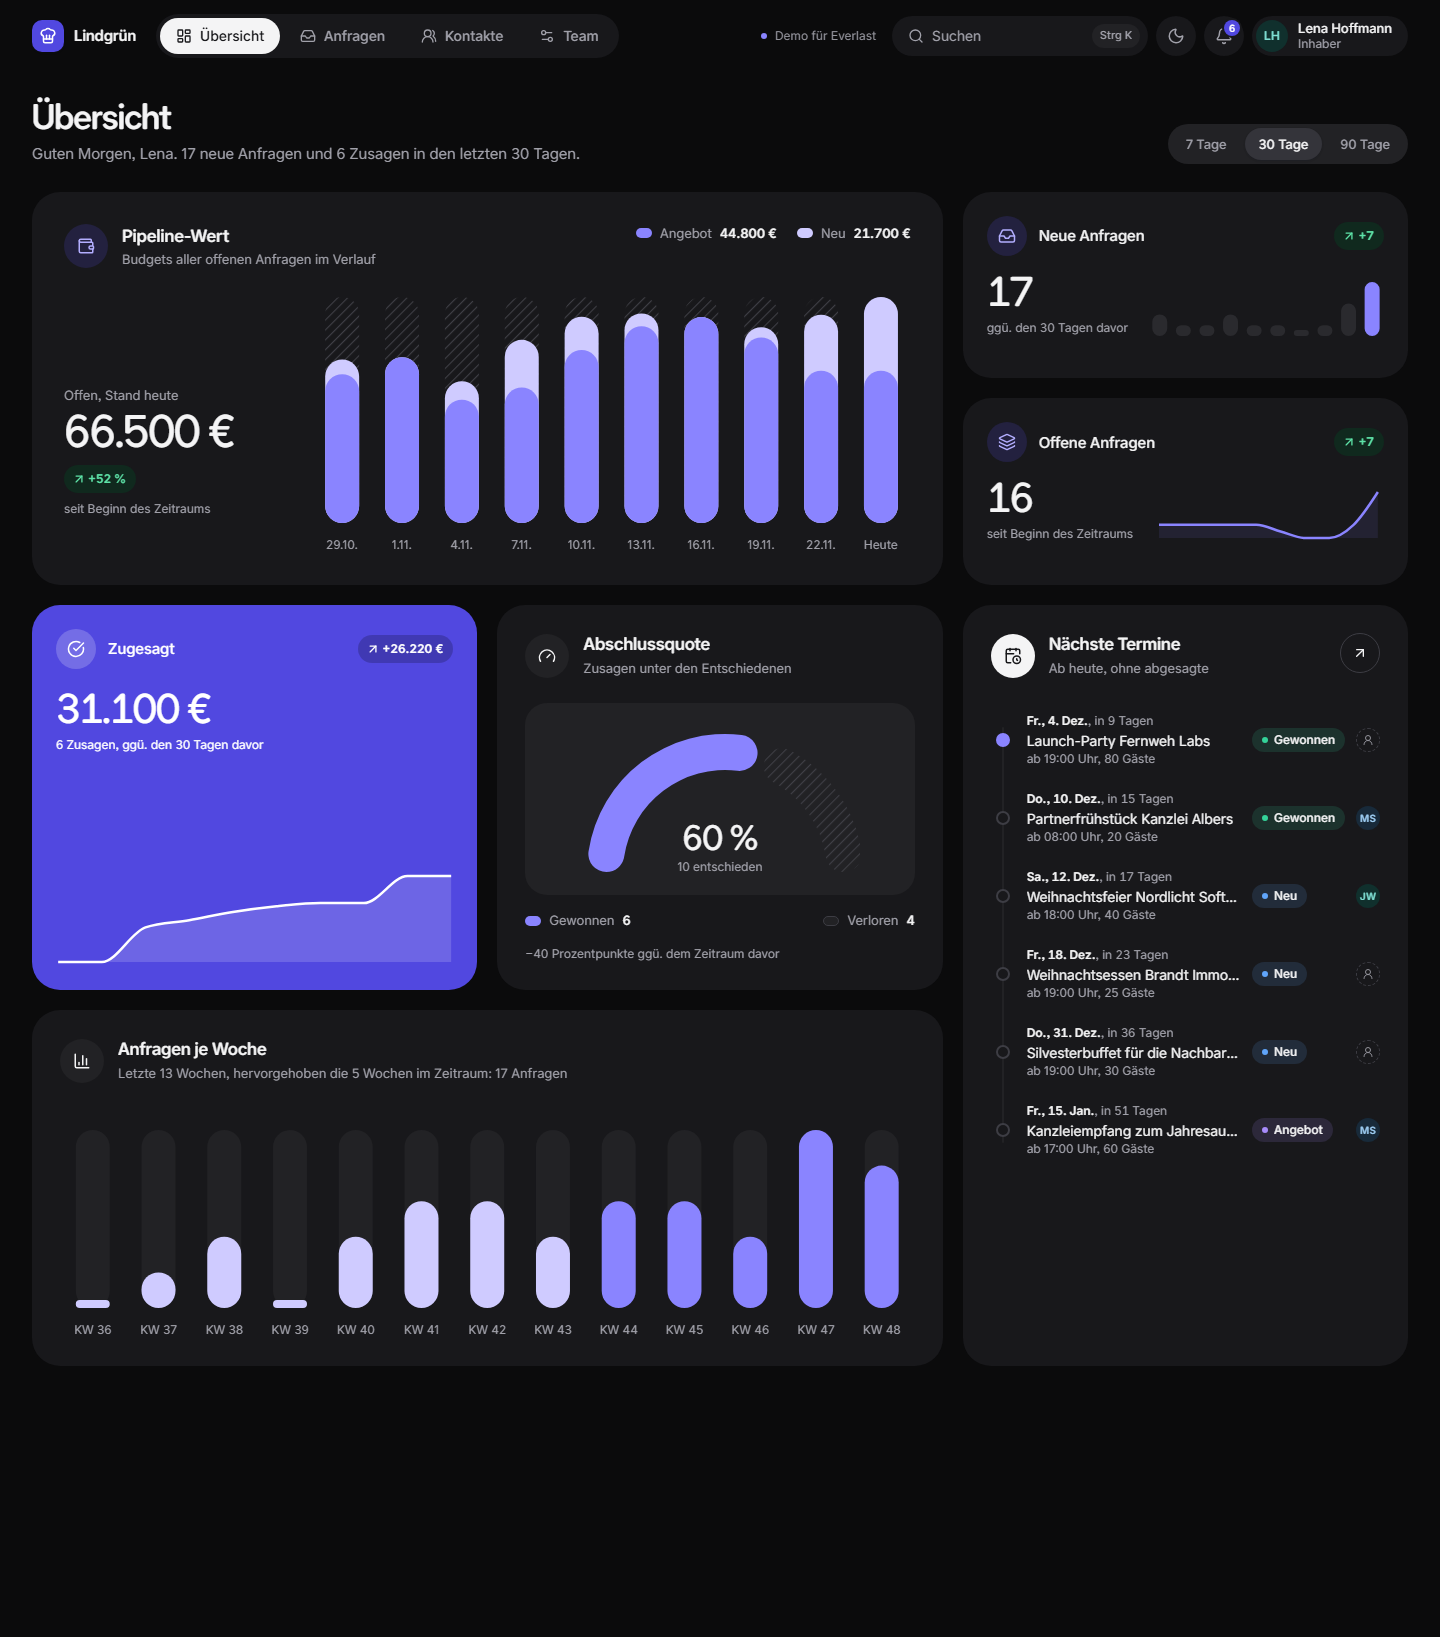 Lindgrün
Übersicht
Anfragen
Kontakte
Team
Demo für Everlast
Suchen
Strg K
6
LH
Lena Hoffmann
Inhaber
Übersicht
Guten Morgen, Lena. 17 neue Anfragen und 6 Zusagen in den letzten 30 Tagen.
7 Tage
30 Tage
90 Tage
Pipeline-Wert
Budgets aller offenen Anfragen im Verlauf
Angebot 44.800 €
Neu 21.700 €
Offen, Stand heute
66.500 €
+52 %
seit Beginn des Zeitraums
29.10.
1.11.
4.11.
7.11.
10.11.
13.11.
16.11.
19.11.
22.11.
Heute
Neue Anfragen
+7
17
ggü. den 30 Tagen davor
Offene Anfragen
+7
16
seit Beginn des Zeitraums
Zugesagt
+26.220 €
31.100 €
6 Zusagen, ggü. den 30 Tagen davor
Abschlussquote
Zusagen unter den Entschiedenen
60 %
10 entschieden
Gewonnen 6
Verloren 4
−40 Prozentpunkte ggü. dem Zeitraum davor
Nächste Termine
Ab heute, ohne abgesagte
Fr., 4. Dez., in 9 Tagen
Launch-Party Fernweh Labs
ab 19:00 Uhr, 80 Gäste
Gewonnen
Do., 10. Dez., in 15 Tagen
Partnerfrühstück Kanzlei Albers
ab 08:00 Uhr, 20 Gäste
Gewonnen
MS
Sa., 12. Dez., in 17 Tagen
Weihnachtsfeier Nordlicht Soft...
ab 18:00 Uhr, 40 Gäste
Neu
JW
Fr., 18. Dez., in 23 Tagen
Weihnachtsessen Brandt Immo...
ab 19:00 Uhr, 25 Gäste
Neu
Do., 31. Dez., in 36 Tagen
Silvesterbuffet für die Nachbar...
ab 19:00 Uhr, 30 Gäste
Neu
Fr., 15. Jan., in 51 Tagen
Kanzleiempfang zum Jahresau...
ab 17:00 Uhr, 60 Gäste
Angebot
MS
Anfragen je Woche
Letzte 13 Wochen, hervorgehoben die 5 Wochen im Zeitraum: 17 Anfragen
KW 36
KW 37
KW 38
KW 39
KW 40
KW 41
KW 42
KW 43
KW 44
KW 45
KW 46
KW 47
KW 48